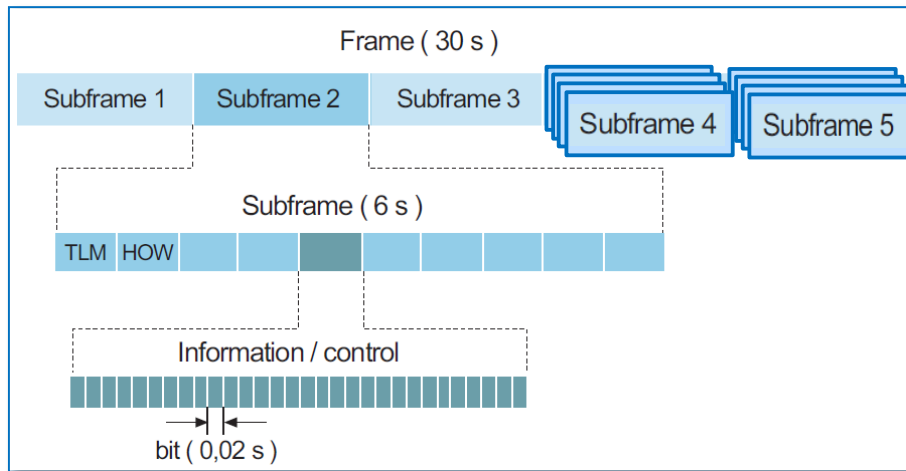 Frame ( 30 s )
Subframe 1 Subframe 2 Subframe 3 Subframe 4 Subframe 5
Subframe ( 6 s )
TLM HOW
Information / control
bit ( 0,02 s )